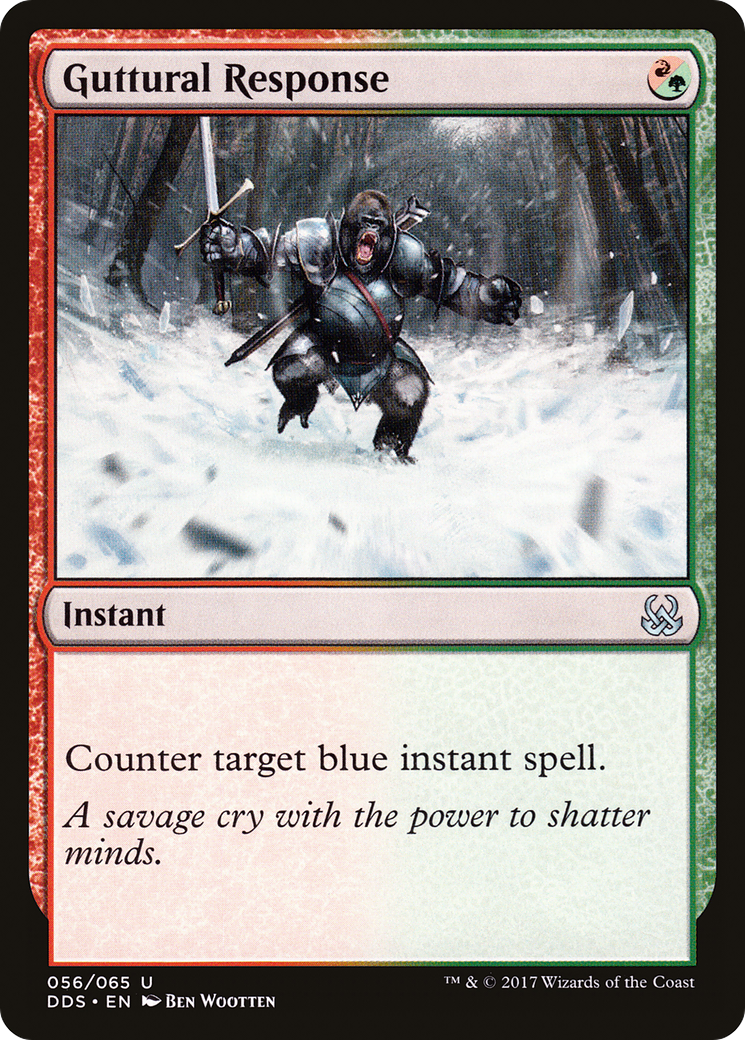 Guttural Response
Instant
Counter target blue instant spell.
A savage cry with the power to shatter
minds.
056/065 U
™ & © 2017 Wizards of the Coast
DDS • EN Ben Wootten